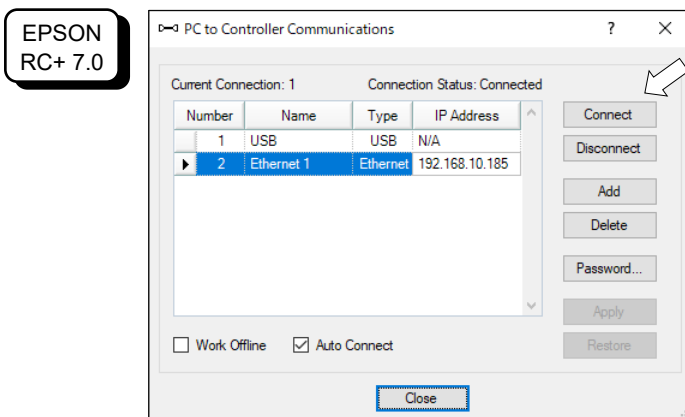 EPSON
RC+ 7.0
PC to Controller Communications
?
Current Connection: 1 Connection Status: Connected
Number Name Type IP Address
1 USB USB N/A
2 Ethernet 1 Ethernet 192.168.10.185
Connect
Disconnect
Add
Delete
Password...
Apply
Restore
Work Offline Auto Connect
Close